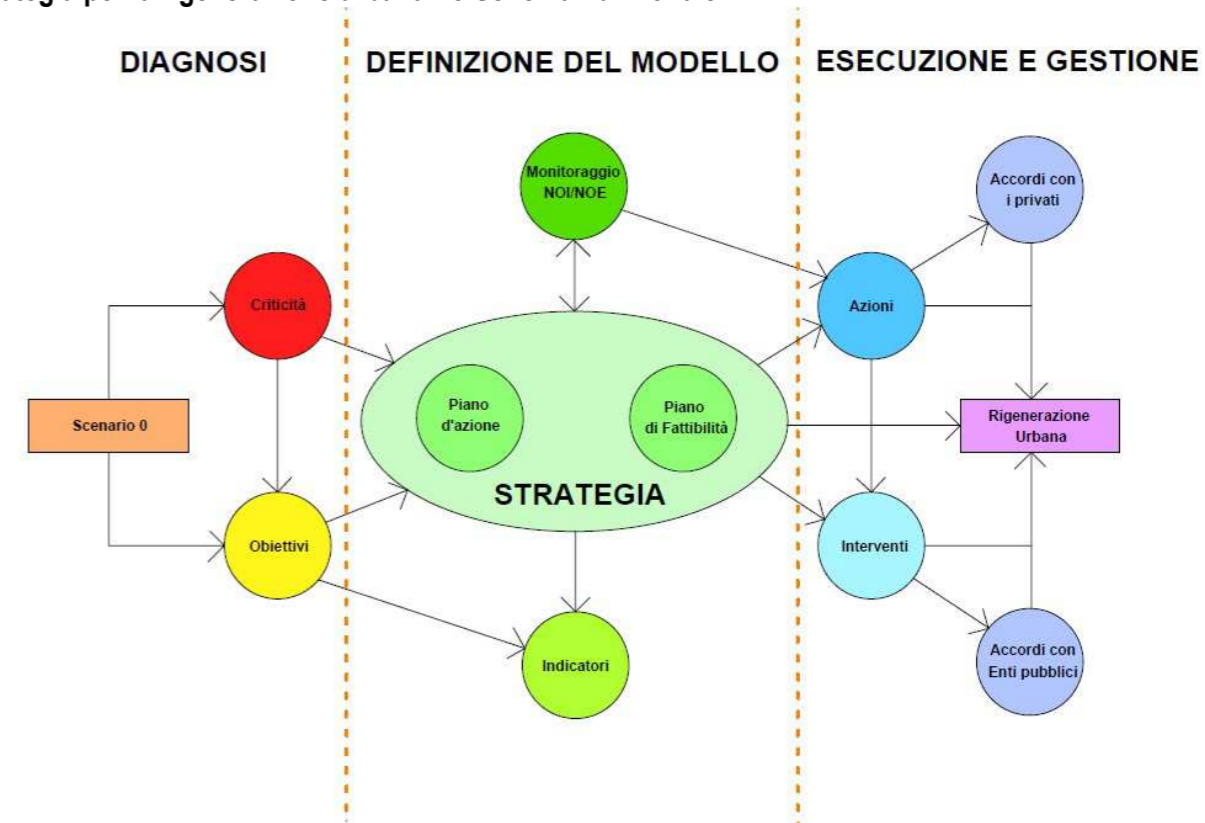 DIAGNOSI
DEFINIZIONE DEL MODELLO
ESECUZIONE E GESTIONE
Monitoraggio
NOI/NOE
Accordi con
i privati
Criticità
Azioni
Scenario 0
Piano
d'azione
Piano
di Fattibilità
Rigenerazione
Urbana
STRATEGIA
Obiettivi
Interventi
Indicatori
Accordi con
Enti pubblici